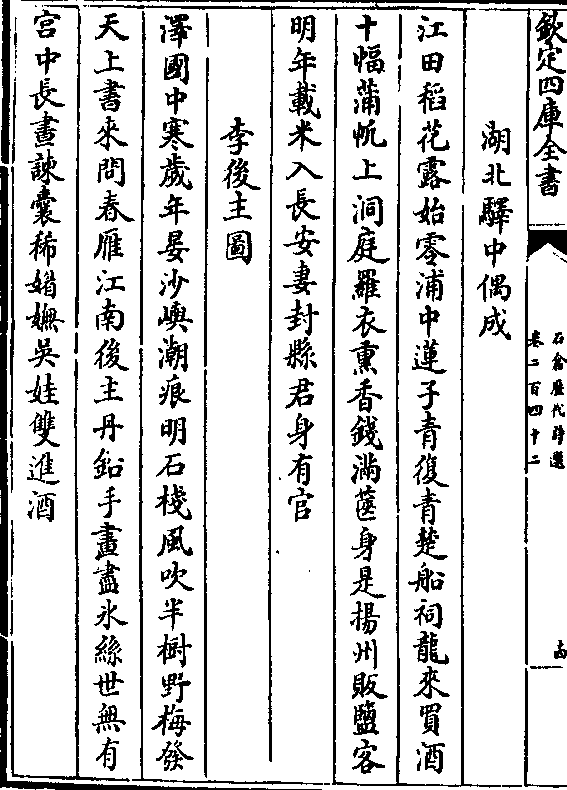 欽定四庫全書
石倉歷代詩選
卷二百四十二
湖北驛中偶成
江田稻花露始零浦中蓮子青復青楚船祠龍來買酒
十幅蒲帆上洞庭羅衣熏香錢滿篋身是揚州販鹽客
明年載米入長安妻封縣君身有官
李後主圖
澤國中寒歲年晏沙嶼潮痕明石棧風吹半樹野梅發
天上書來問春雁江南後主丹鉛手畫盡氷絲世無有
宮中長晝諫囊稀媌嫵吳娃雙進酒